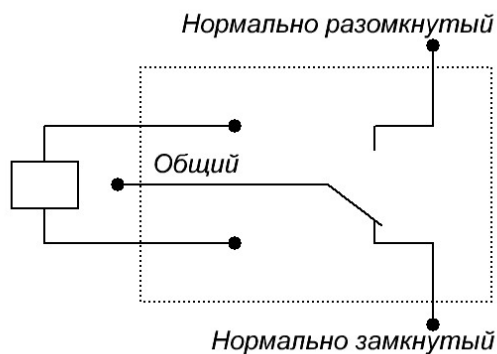 Нормально разомкнутый
Общий
Нормально замкнутый